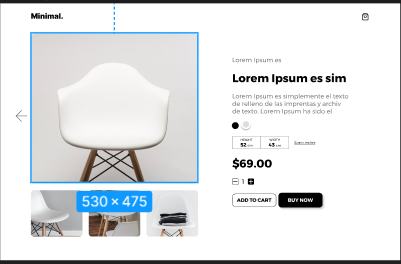 Minimal.
Lorem Ipsum es
Lorem Ipsum es sim
Lorem Ipsum es simplemente el texto
de relleno de las imprentas y archiv
de texto. Lorem Ipsum ha sido el
HEIGHT
WIDTH
52 cm
43 cm
$69.00
1
ADD TO CART
BUY NOW
530 × 475